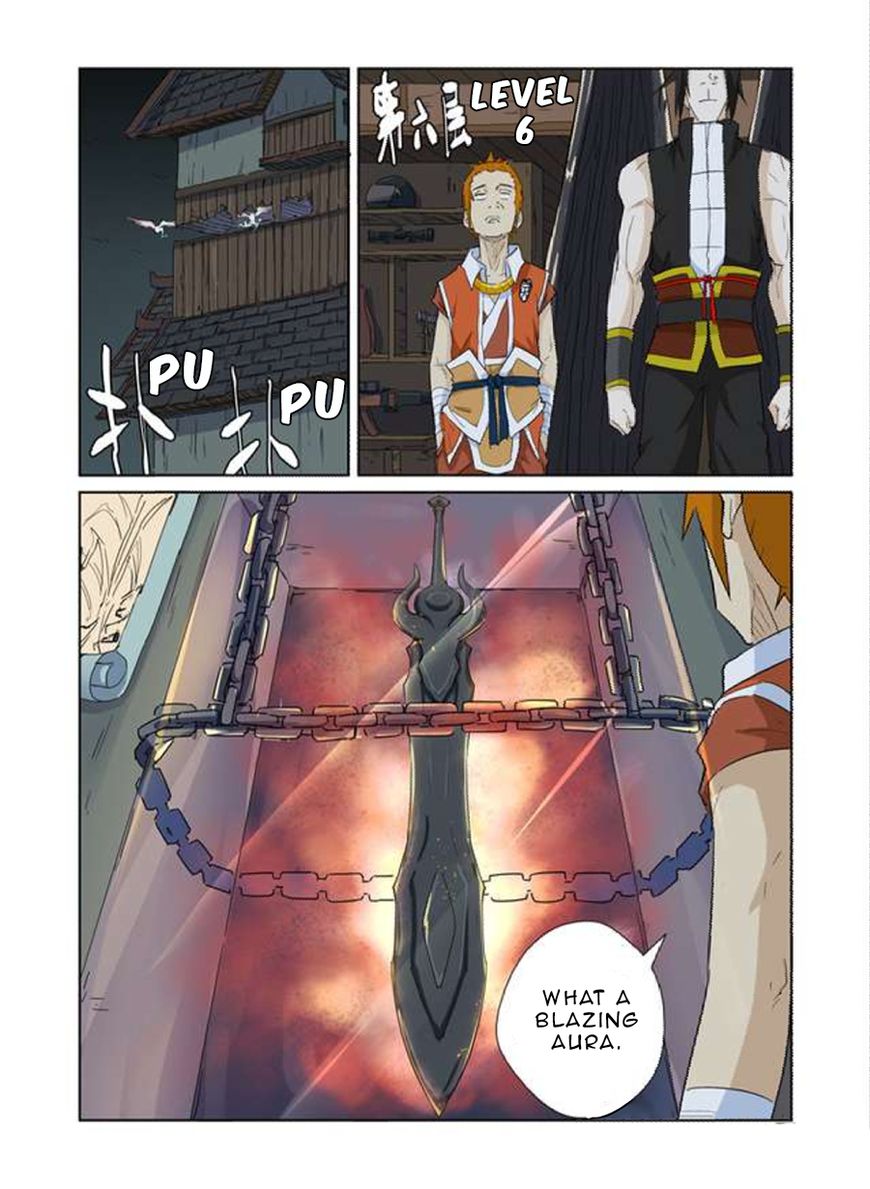 扑 PU
扑 PU
第六层
LEVEL
6
WHAT A
BLAZING
AURA.